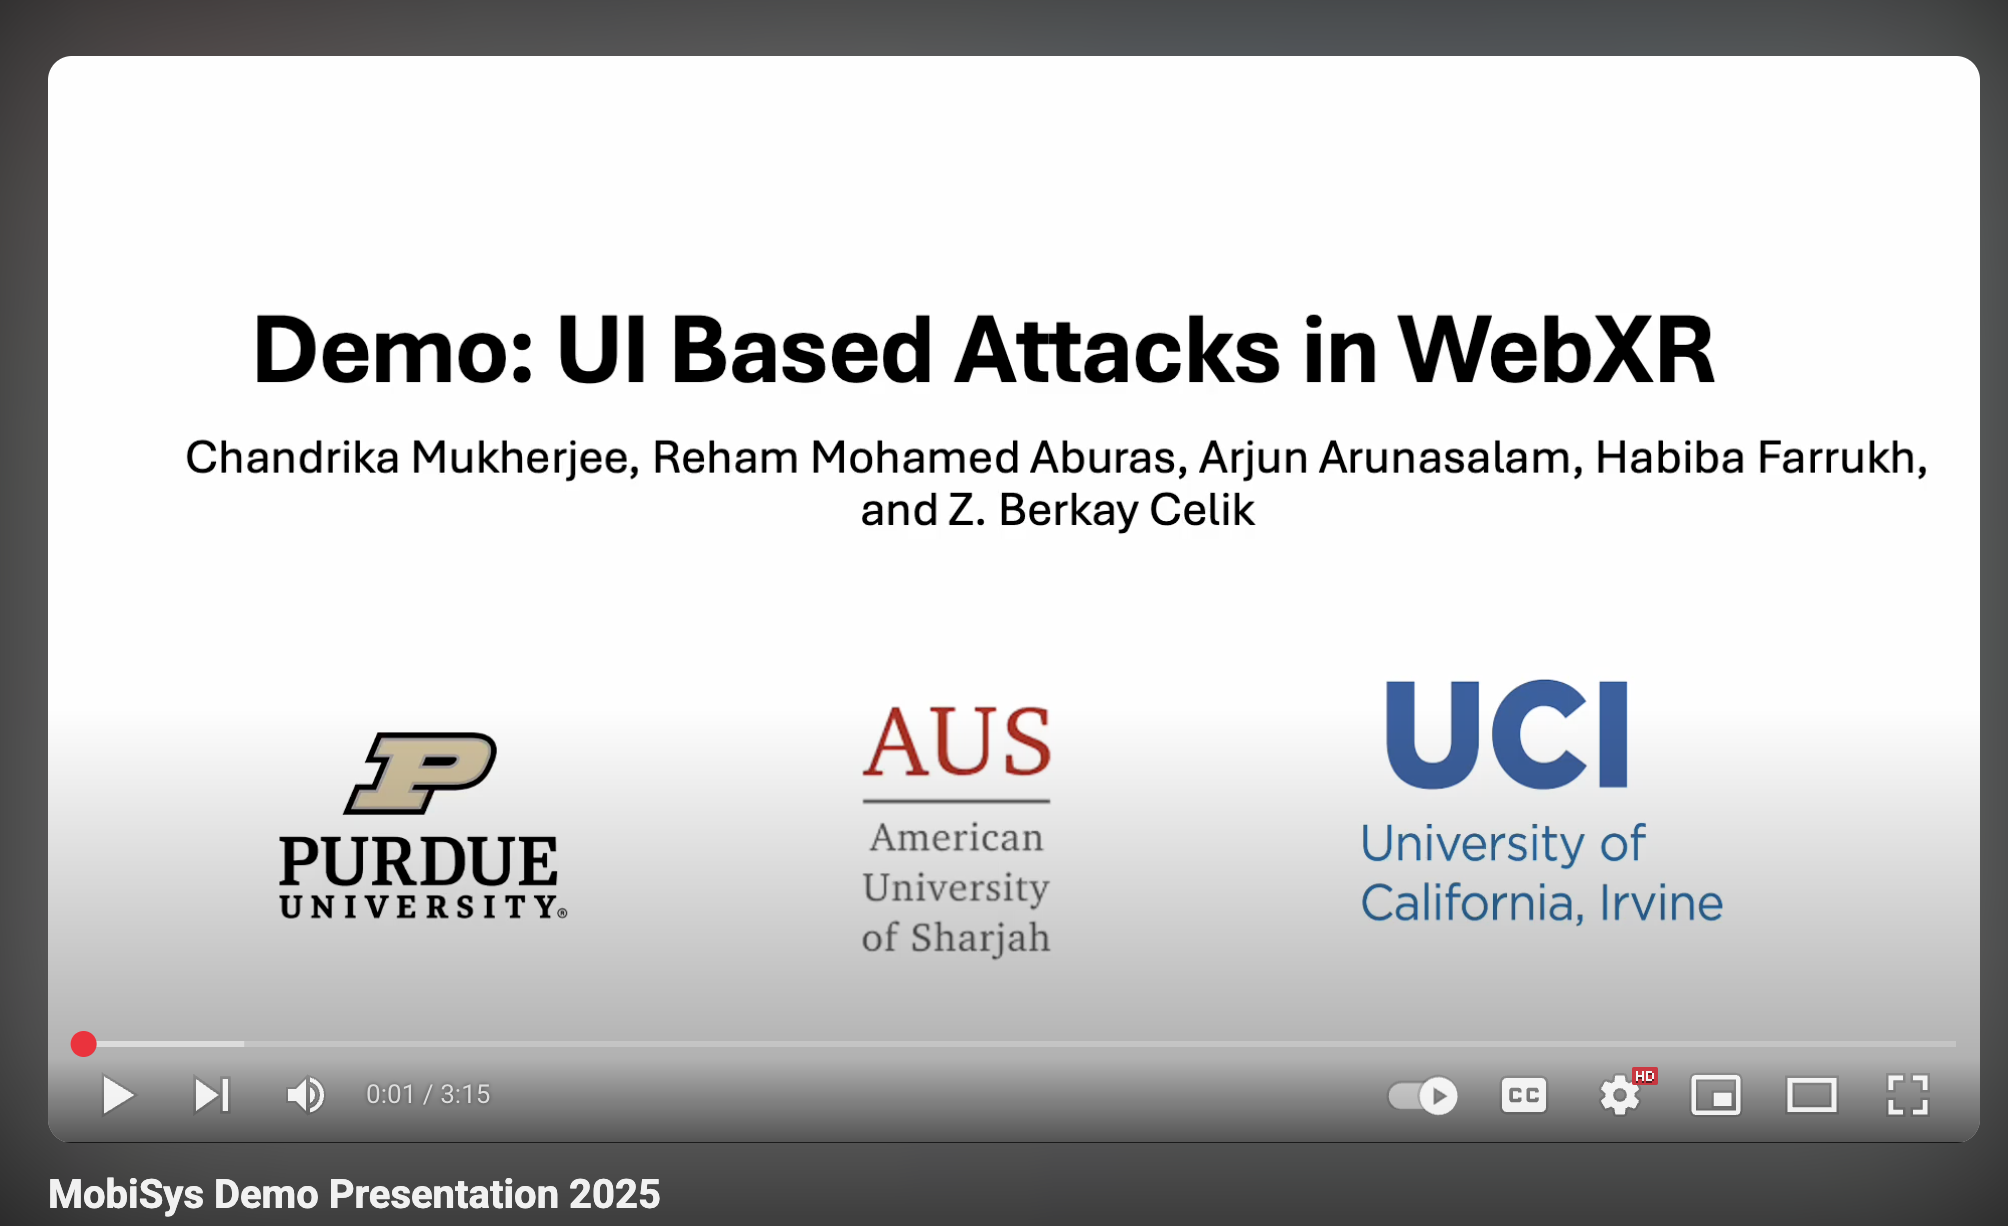 Demo: UI Based Attacks in WebXR
Chandrika Mukherjee, Reham Mohamed Aburas, Arjun Arunasalam, Habiba Farrukh,
and Z. Berkay Celik
P
PURDUE
UNIVERSITY®
AUS
American
University
of Sharjah
UCI
University of
California, Irvine
0:01 / 3:15
CC
HD
MobiSys Demo Presentation 2025